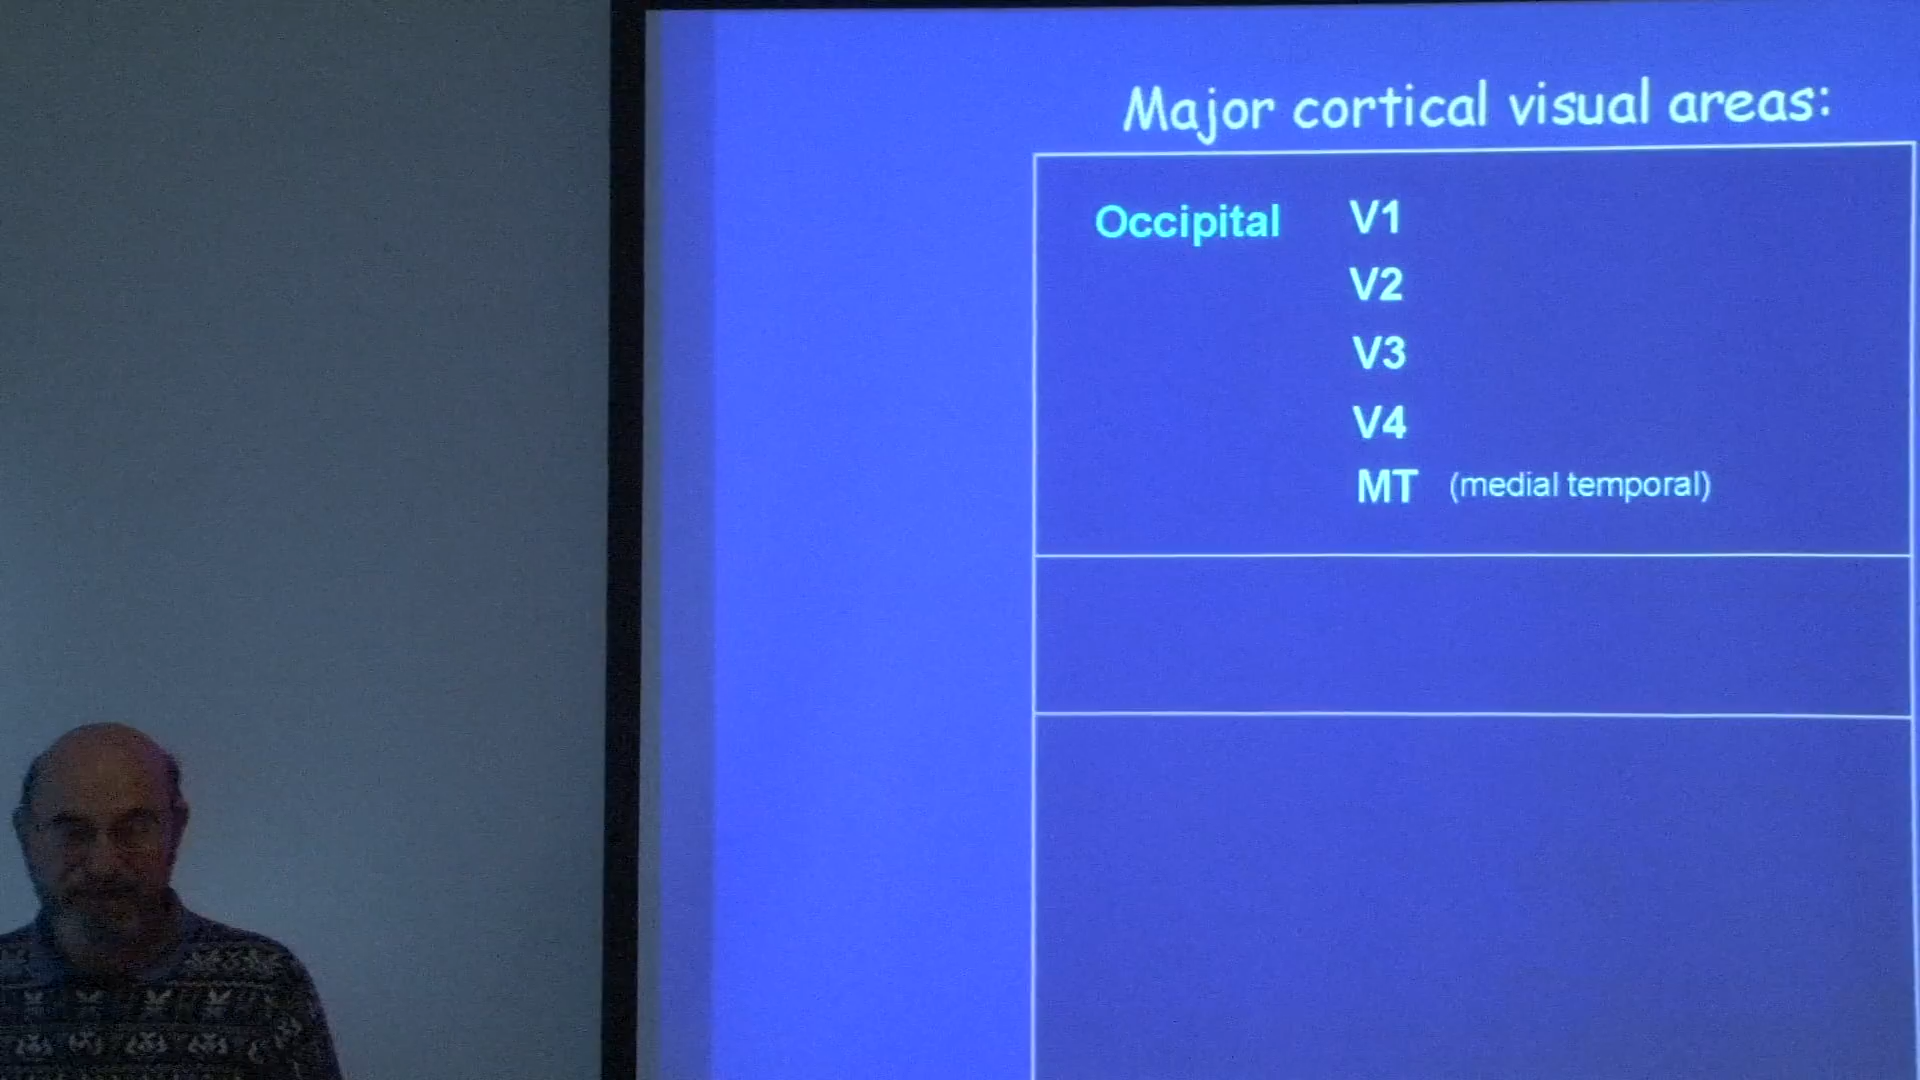 Major cortical visual areas:
Occipital V1
V2
V3
V4
MT (medial temporal)